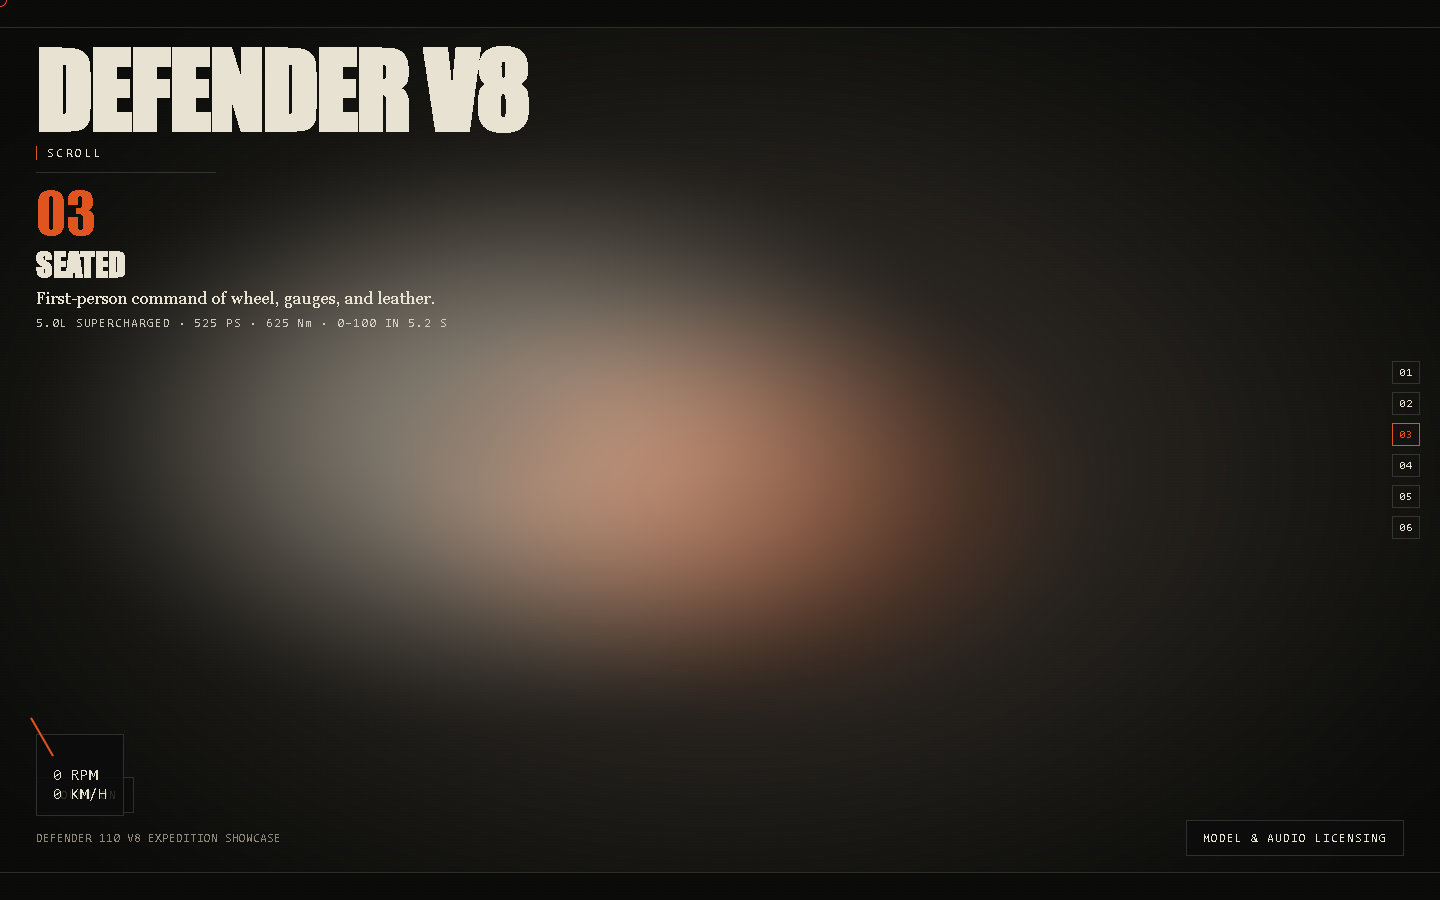 DEFENDER V8
SCROLL
03
SEATED
First-person command of wheel, gauges, and leather.
5.0L SUPERCHARGED · 525 PS · 625 Nm · 0–100 IN 5.2 S
01
02
03
04
05
06
0 RPM
0 KM/H
DEFENDER 110 V8 EXPEDITION SHOWCASE
MODEL & AUDIO LICENSING